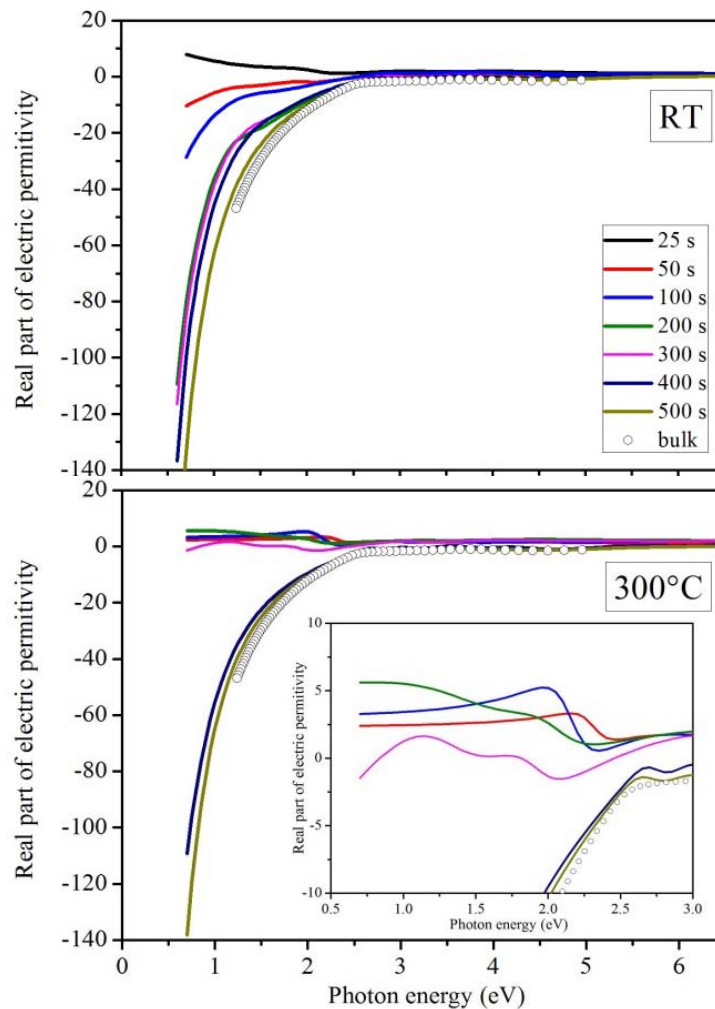 20
0
-20
-40
-60
-80
-100
-120
-140
Real part of electric permitivity
RT
25 s
50 s
100 s
200 s
300 s
400 s
500 s
bulk
20
0
-20
-40
-60
-80
-100
-120
-140
Real part of electric permitivity
300°C
10
5
0
-5
-10
Real part of electric permitivity
0.5 1.0 1.5 2.0 2.5 3.0
Photon energy (eV)
0 1 2 3 4 5 6
Photon energy (eV)